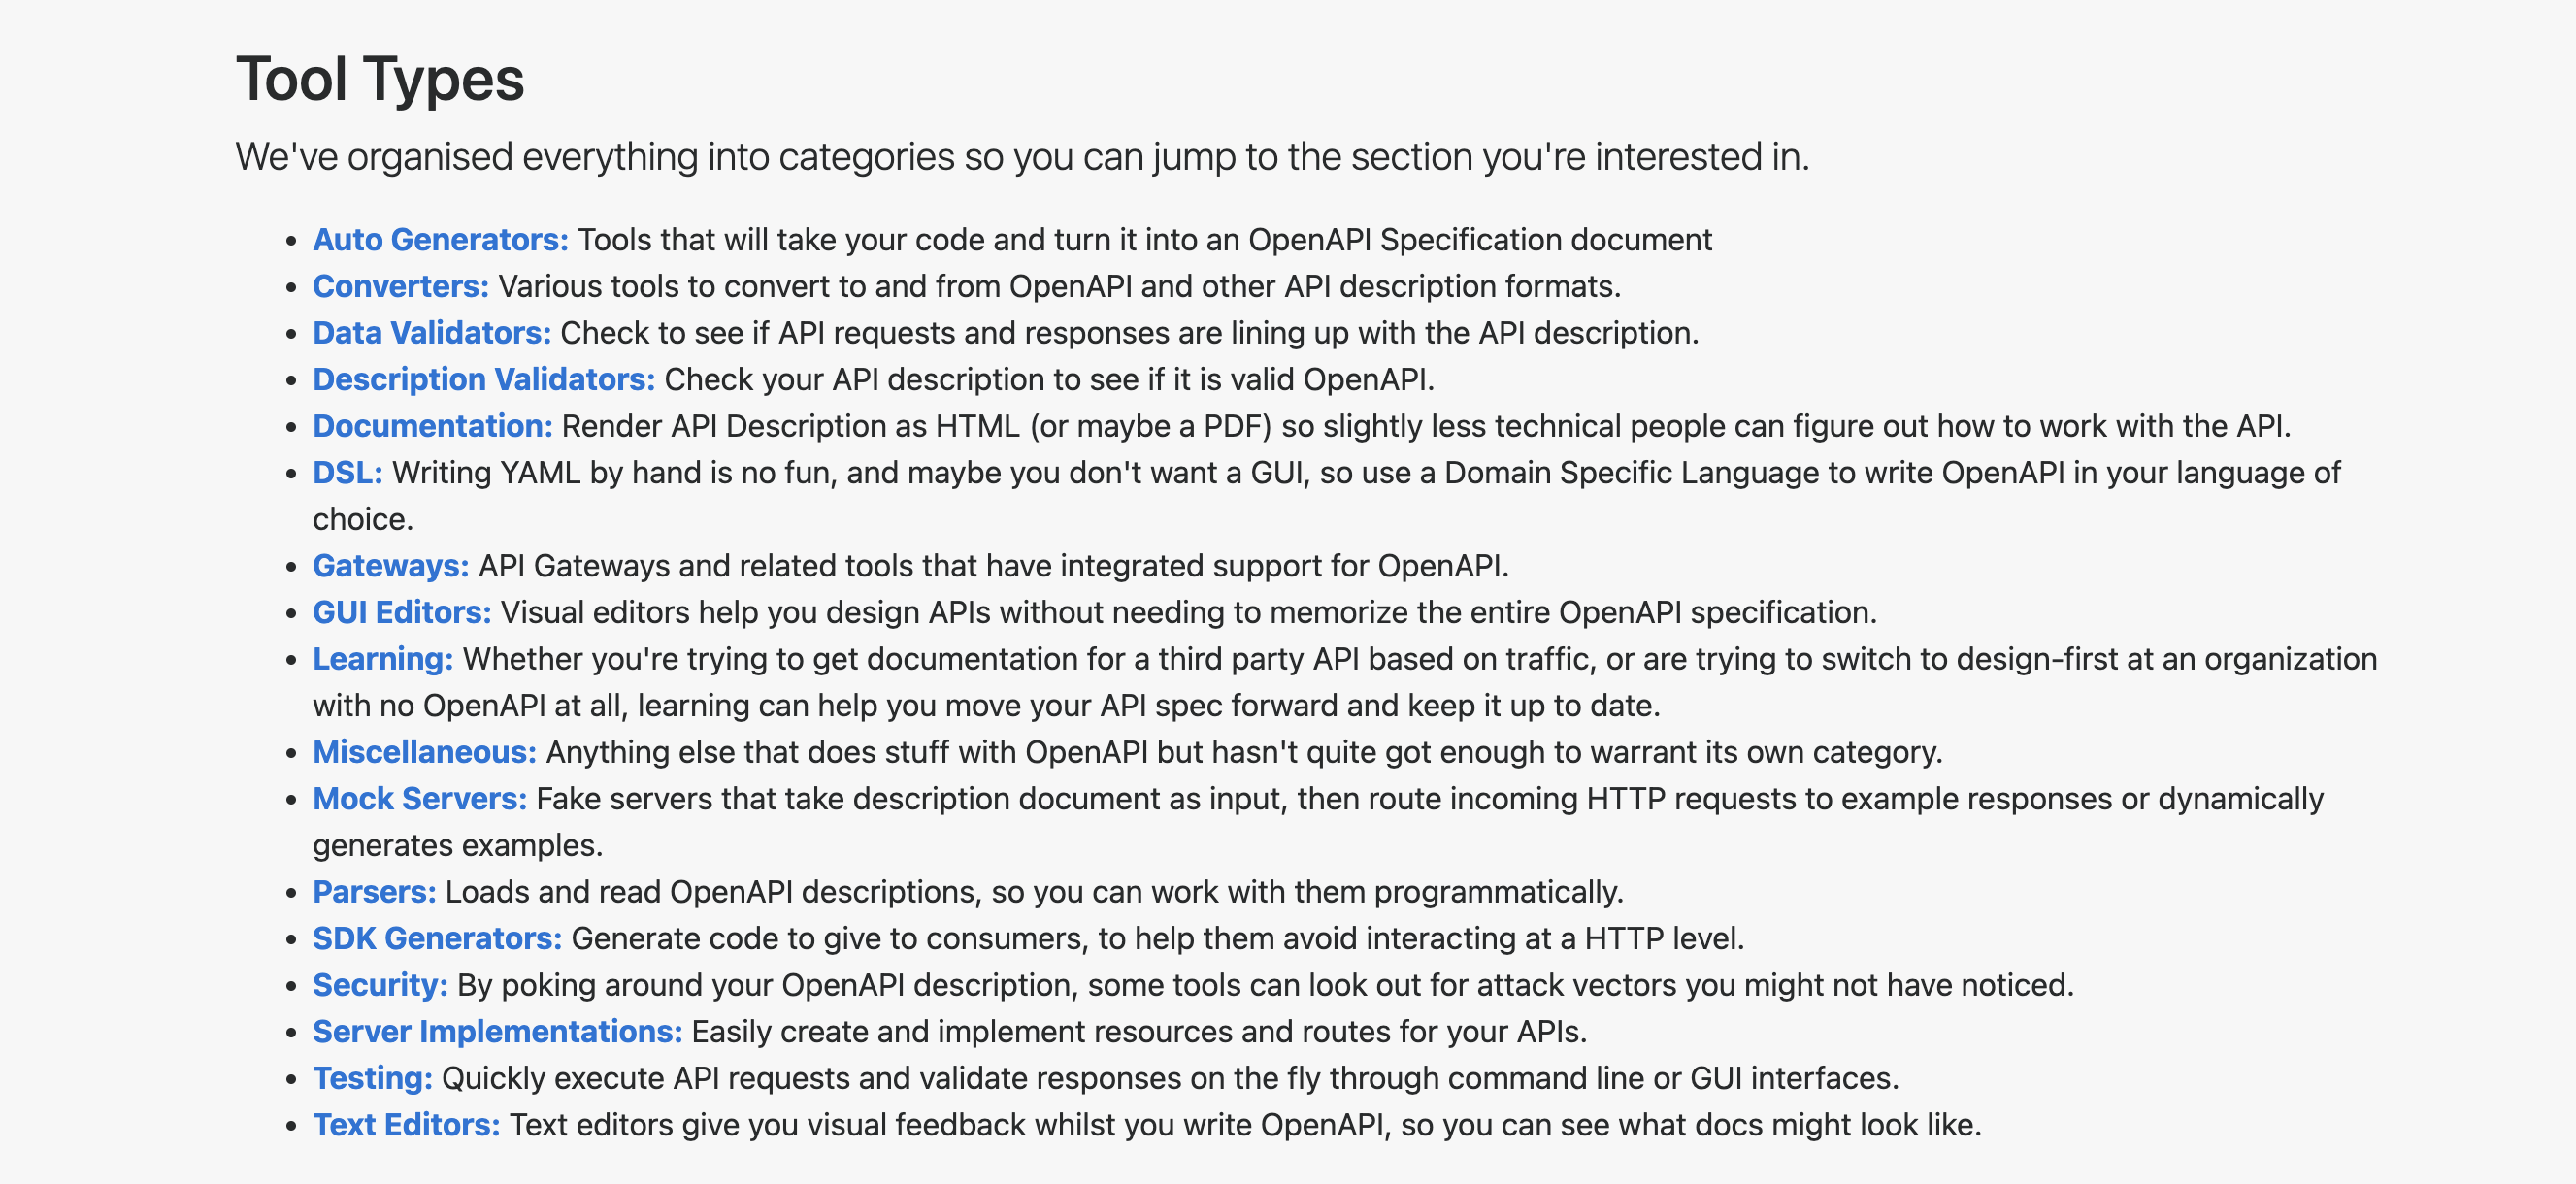 Tool Types
We've organised everything into categories so you can jump to the section you're interested in.
• Auto Generators: Tools that will take your code and turn it into an OpenAPI Specification document
• Converters: Various tools to convert to and from OpenAPI and other API description formats.
• Data Validators: Check to see if API requests and responses are lining up with the API description.
• Description Validators: Check your API description to see if it is valid OpenAPI.
• Documentation: Render API Description as HTML (or maybe a PDF) so slightly less technical people can figure out how to work with the API.
• DSL: Writing YAML by hand is no fun, and maybe you don't want a GUI, so use a Domain Specific Language to write OpenAPI in your language of
choice.
• Gateways: API Gateways and related tools that have integrated support for OpenAPI.
• GUI Editors: Visual editors help you design APIs without needing to memorize the entire OpenAPI specification.
• Learning: Whether you're trying to get documentation for a third party API based on traffic, or are trying to switch to design-first at an organization
with no OpenAPI at all, learning can help you move your API spec forward and keep it up to date.
• Miscellaneous: Anything else that does stuff with OpenAPI but hasn't quite got enough to warrant its own category.
• Mock Servers: Fake servers that take description document as input, then route incoming HTTP requests to example responses or dynamically
generates examples.
• Parsers: Loads and read OpenAPI descriptions, so you can work with them programmatically.
• SDK Generators: Generate code to give to consumers, to help them avoid interacting at a HTTP level.
• Security: By poking around your OpenAPI description, some tools can look out for attack vectors you might not have noticed.
• Server Implementations: Easily create and implement resources and routes for your APIs.
• Testing: Quickly execute API requests and validate responses on the fly through command line or GUI interfaces.
• Text Editors: Text editors give you visual feedback whilst you write OpenAPI, so you can see what docs might look like.